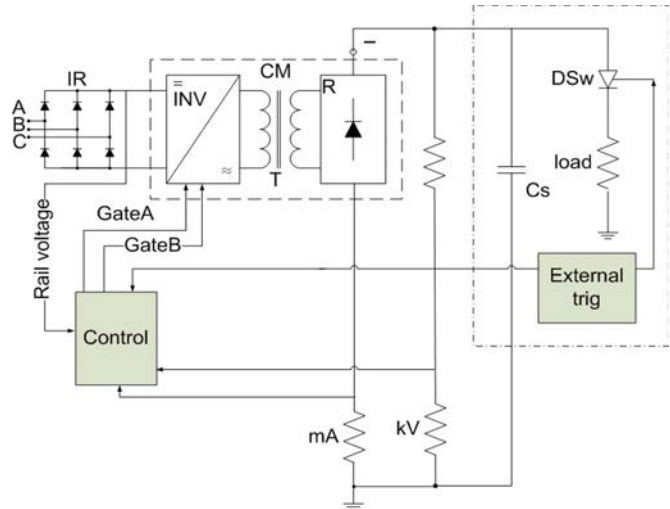 IR
A
B
C
=
INV
≈
CM
T
R
–
DSw
load
Cs
GateA
GateB
Rail voltage
Control
External
trig
mA
kV